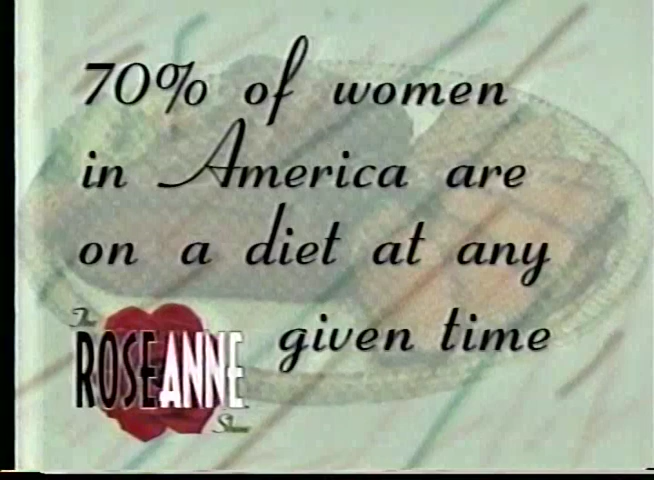 70% of women
in America are
on a diet at any
given time
The
ROSEANNE
Show